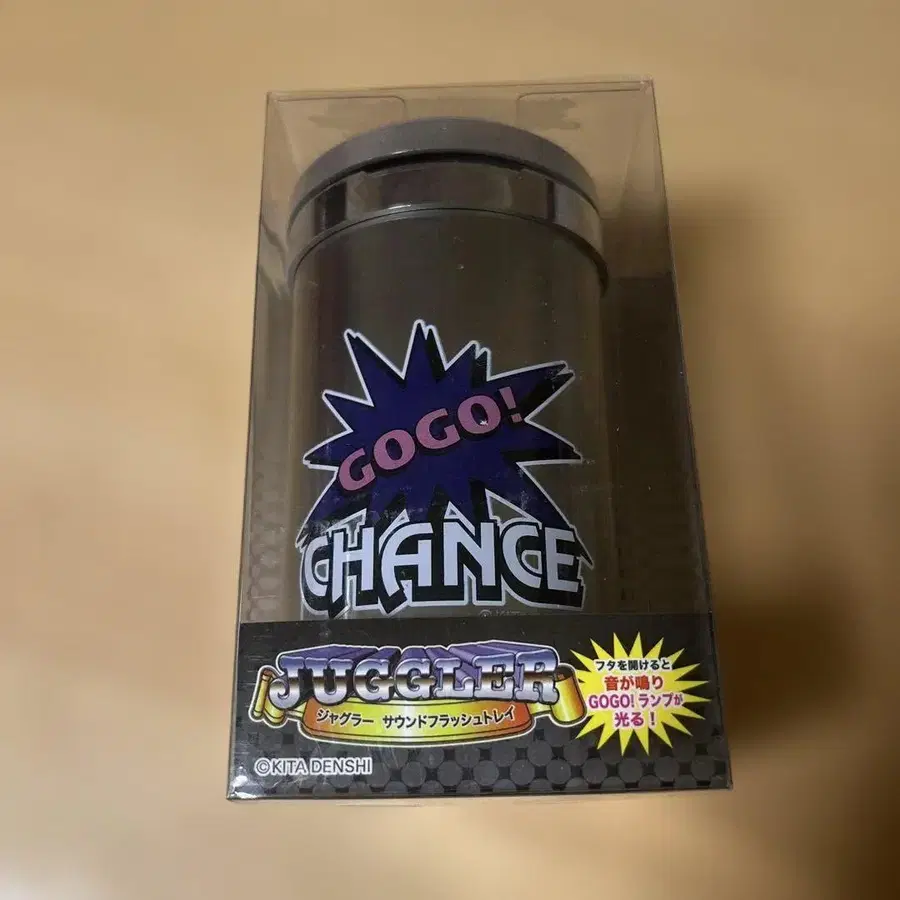 GOGO!
CHANCE
JUGGLER
ジャグラー サウンドフラッシュトレイ
フタを開けると
音が鳴り
GOGO!ランプが
光る!
©KITA DENSHI